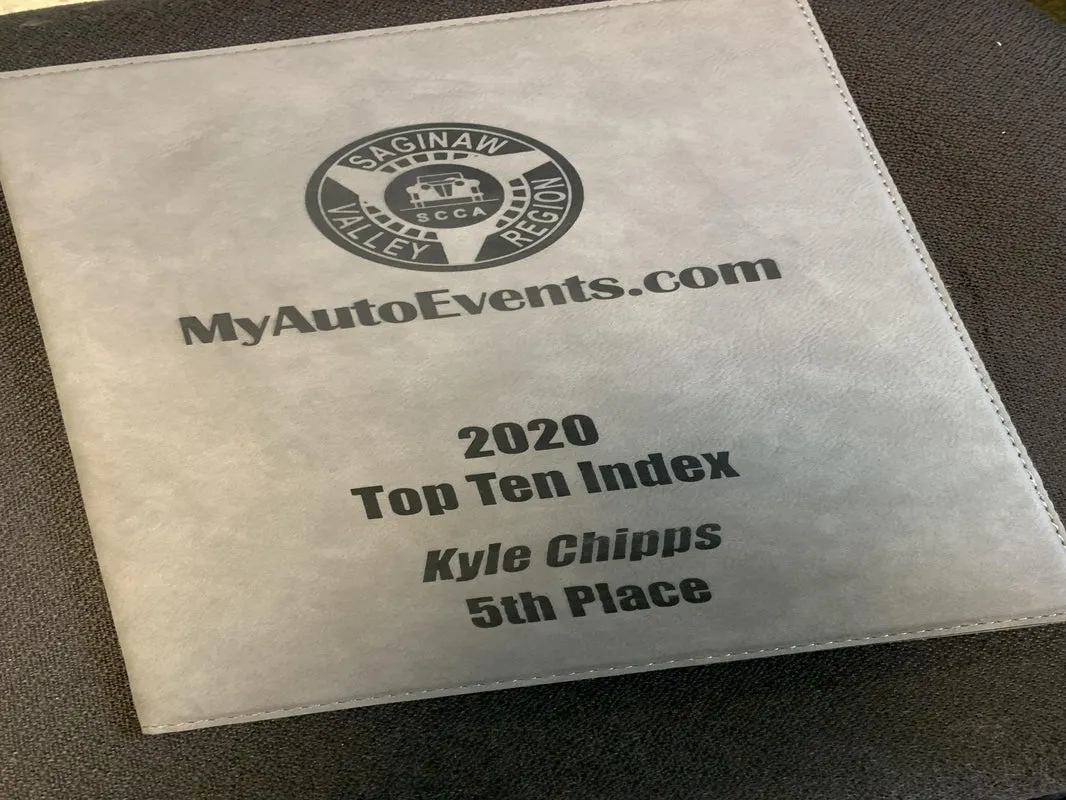 SAGINAW
VALLEY
REGION
SCCA
MyAutoEvents.com
2020
Top Ten Index
Kyle Chipps
5th Place